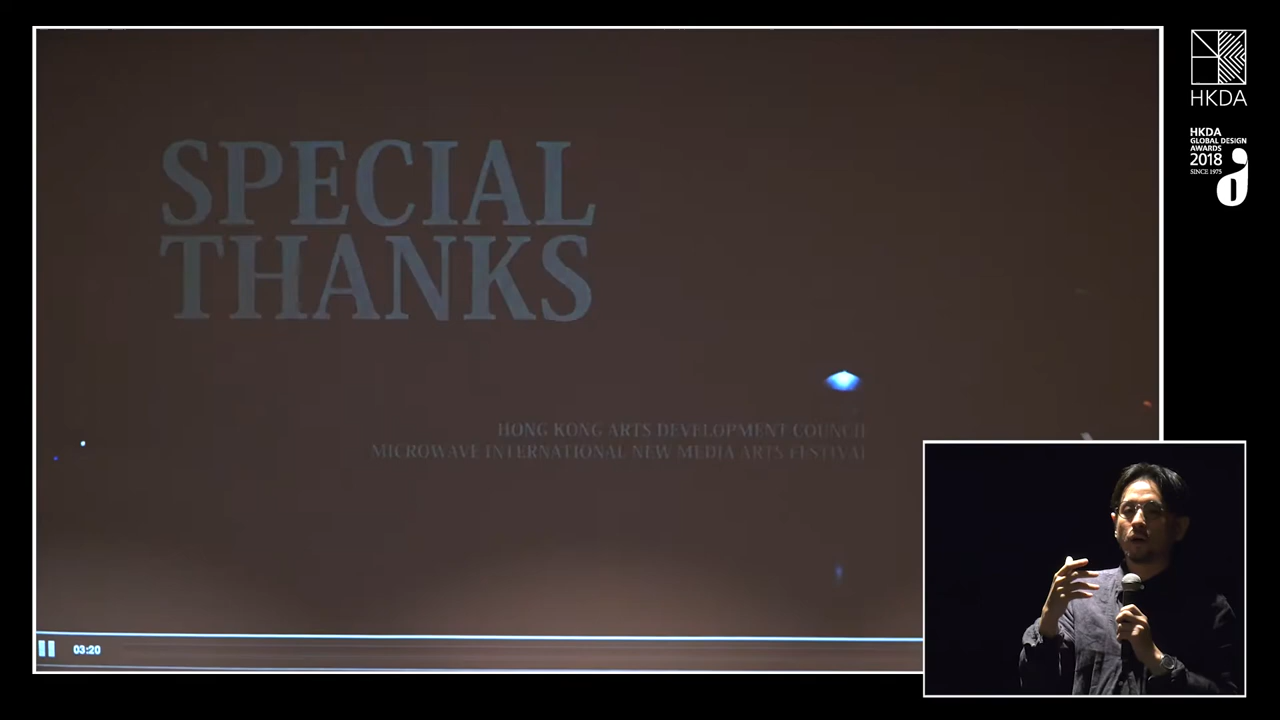 SPECIAL
THANKS
HONG KONG ARTS DEVELOPMENT COUNCIL
MICROWAVE INTERNATIONAL NEW MEDIA ARTS FESTIVAL
03:20
HKDA
HKDA
GLOBAL DESIGN
AWARDS
2018
SINCE 1975